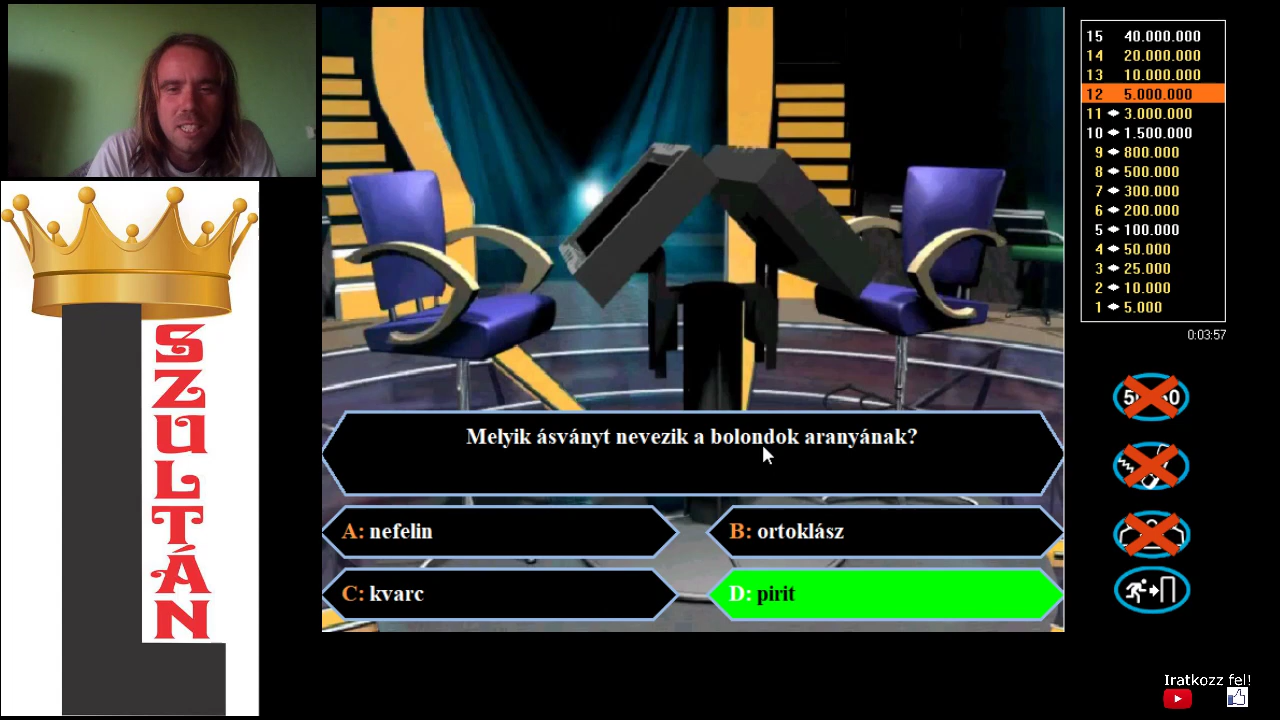 SZULTÁN
L
Melyik ásványt nevezik a bolondok aranyának?
A: nefelin
B: ortoklász
C: kvarc
D: pirit
15 40.000.000
14 20.000.000
13 10.000.000
12 5.000.000
11 3.000.000
10 1.500.000
9 800.000
8 500.000
7 300.000
6 200.000
5 100.000
4 50.000
3 25.000
2 10.000
1 5.000
0:03:57
Iratkozz fel!